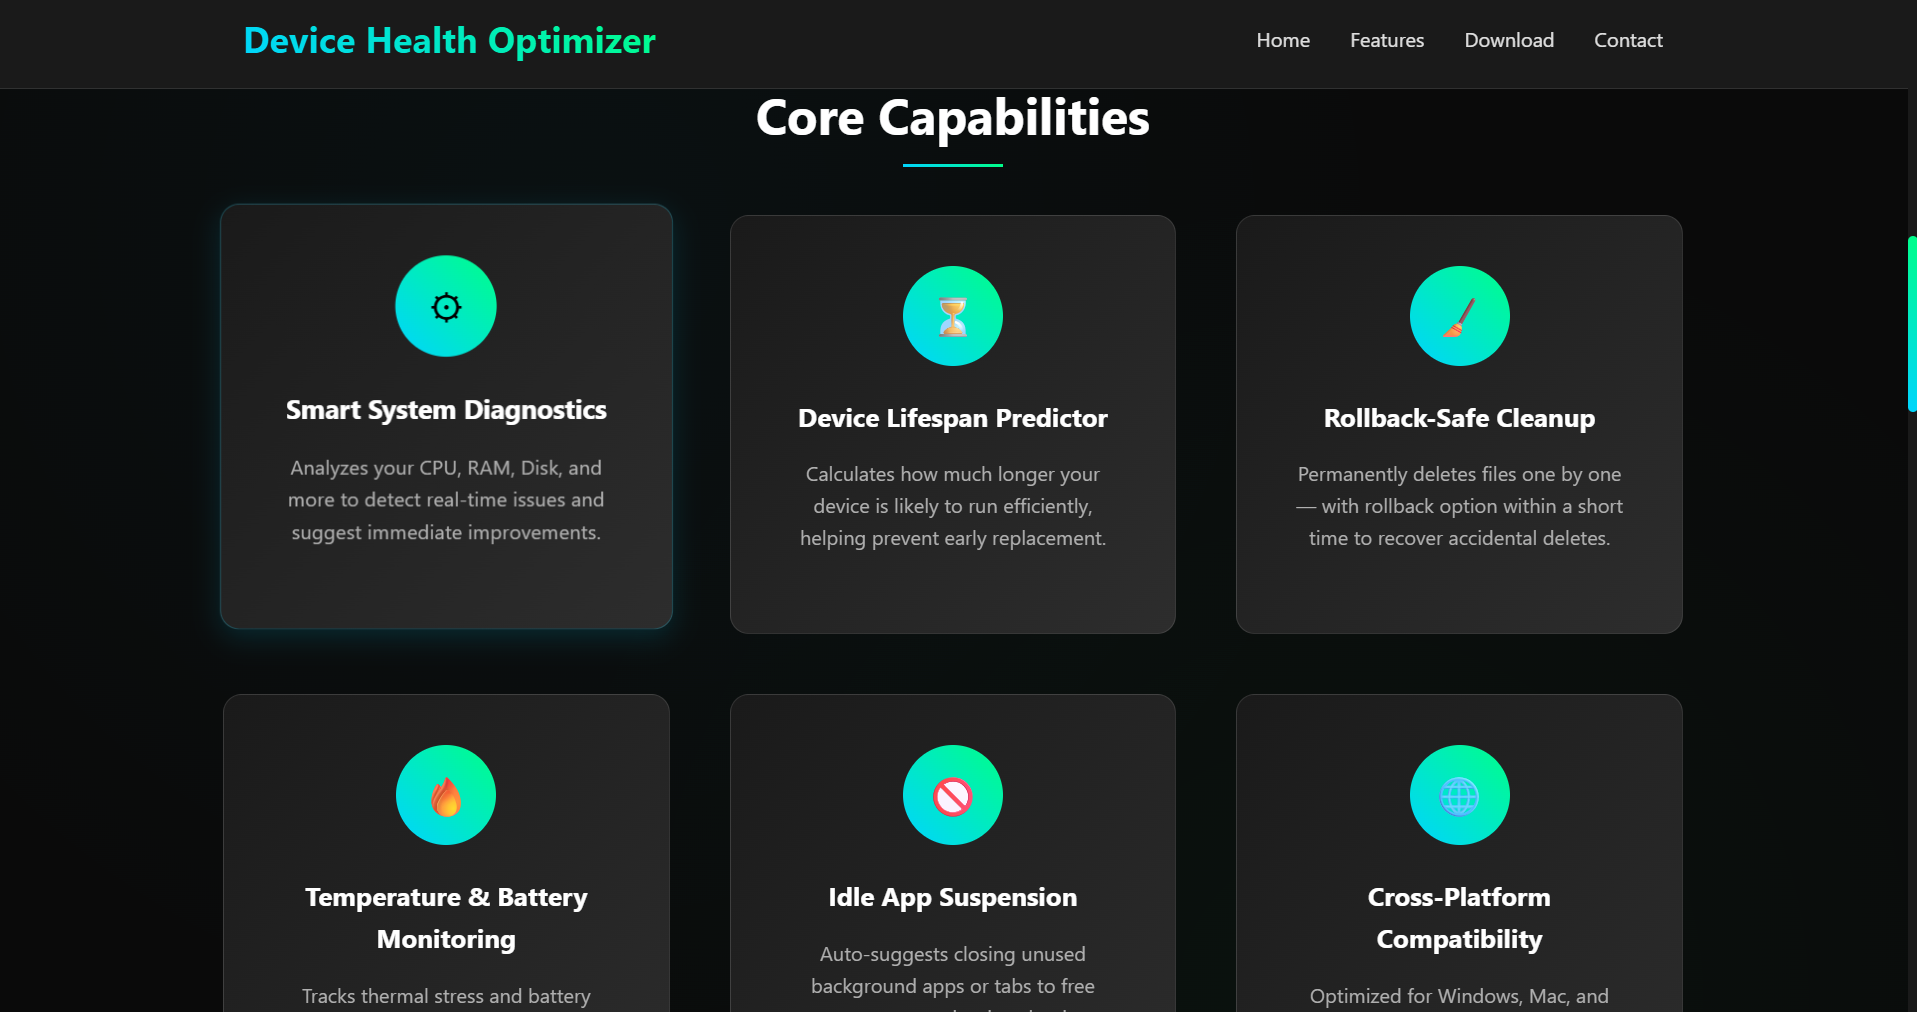 Device Health Optimizer
Home Features Download Contact
Core Capabilities
Smart System Diagnostics
Analyzes your CPU, RAM, Disk, and
more to detect real-time issues and
suggest immediate improvements.
Device Lifespan Predictor
Calculates how much longer your
device is likely to run efficiently,
helping prevent early replacement.
Rollback-Safe Cleanup
Permanently deletes files one by one
— with rollback option within a short
time to recover accidental deletes.
Temperature & Battery
Monitoring
Tracks thermal stress and battery
Idle App Suspension
Auto-suggests closing unused
background apps or tabs to free
Cross-Platform
Compatibility
Optimized for Windows, Mac, and